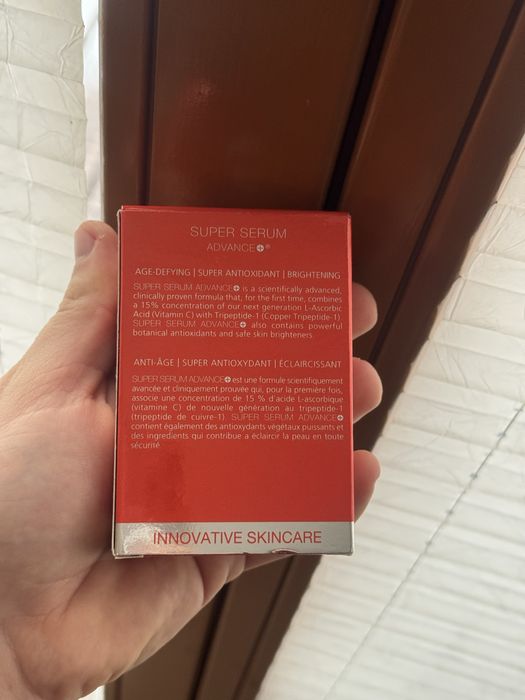 SUPER SERUM
ADVANCE+®
AGE-DEFYING | SUPER ANTIOXIDANT | BRIGHTENING
SUPER SERUM ADVANCE+ is a scientifically advanced,
clinically proven formula that, for the first time, combines
a 15% concentration of our next generation L-Ascorbic
Acid (Vitamin C) with Tripeptide-1 (Copper Tripeptide-1).
SUPER SERUM ADVANCE+ also contains powerful
botanical antioxidants and safe skin brighteners.
ANTI-ÂGE | SUPER ANTIOXYDANT | ÉCLAIRCISSANT
SUPER SERUM ADVANCE+ est une formule scientifiquement
avancée et cliniquement prouvée qui, pour la première fois,
associe une concentration de 15 % d'acide L-ascorbique
(vitamine C) de nouvelle génération au tripeptide-1
(tripeptide de cuivre-1). SUPER SERUM ADVANCE+
contient également des antioxydants végétaux puissants et
des ingredients qui contribue a éclaircir la peau en toute
sécurité.
INNOVATIVE SKINCARE